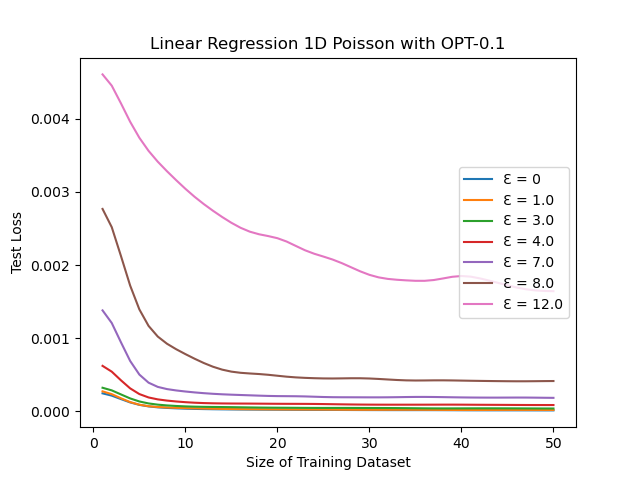 Linear Regression 1D Poisson with OPT-0.1
Test Loss
0.004
0.003
0.002
0.001
0.000
Ɛ = 0
Ɛ = 1.0
Ɛ = 3.0
Ɛ = 4.0
Ɛ = 7.0
Ɛ = 8.0
Ɛ = 12.0
0 10 20 30 40 50
Size of Training Dataset